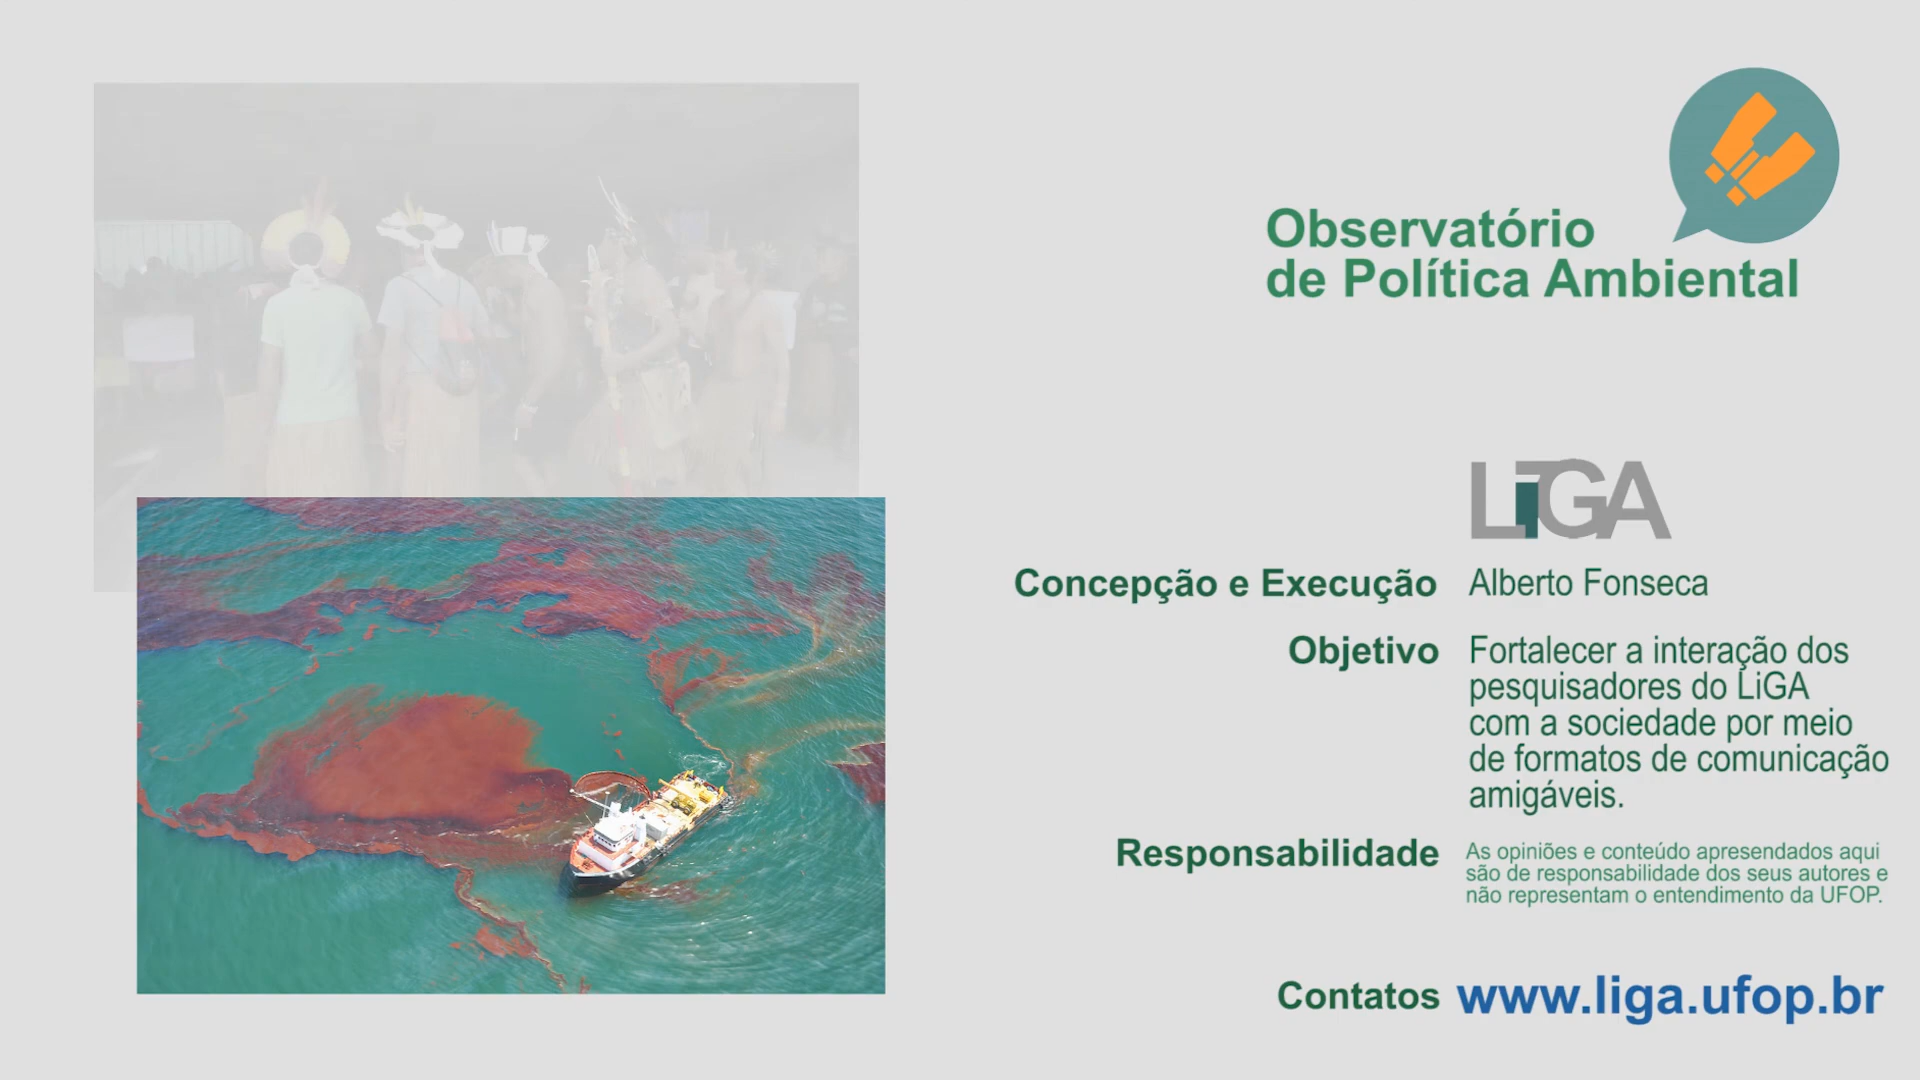 Observatório
de Política Ambiental
LiGA
Concepção e Execução Alberto Fonseca
Objetivo Fortalecer a interação dos
pesquisadores do LiGA
com a sociedade por meio
de formatos de comunicação
amigáveis.
Responsabilidade As opiniões e conteúdo apresendados aqui
são de responsabilidade dos seus autores e
não representam o entendimento da UFOP.
Contatos www.liga.ufop.br